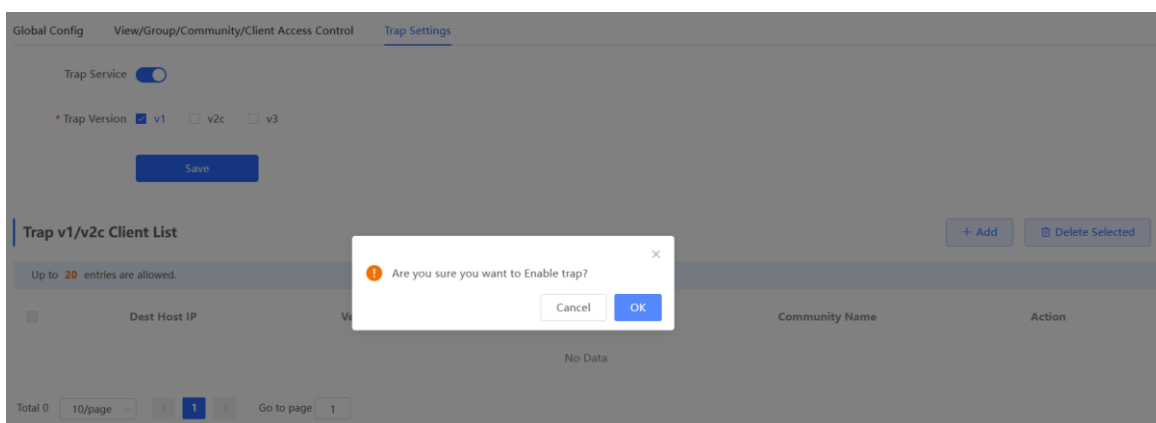 Global Config View/Group/Community/Client Access Control Trap Settings
Trap Service
* Trap Version v1 v2c v3
Save
Trap v1/v2c Client List + Add Delete Selected
Up to 20 entries are allowed.
Are you sure you want to Enable trap?
Cancel OK
Dest Host IP Ve Community Name Action
No Data
Total 0 10/page < 1 > Go to page 1